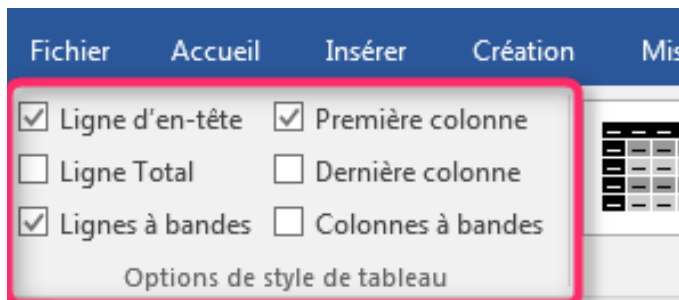 Fichier Accueil Insérer Création Mis
Ligne d'en-tête Première colonne
Ligne Total Dernière colonne
Lignes à bandes Colonnes à bandes
Options de style de tableau